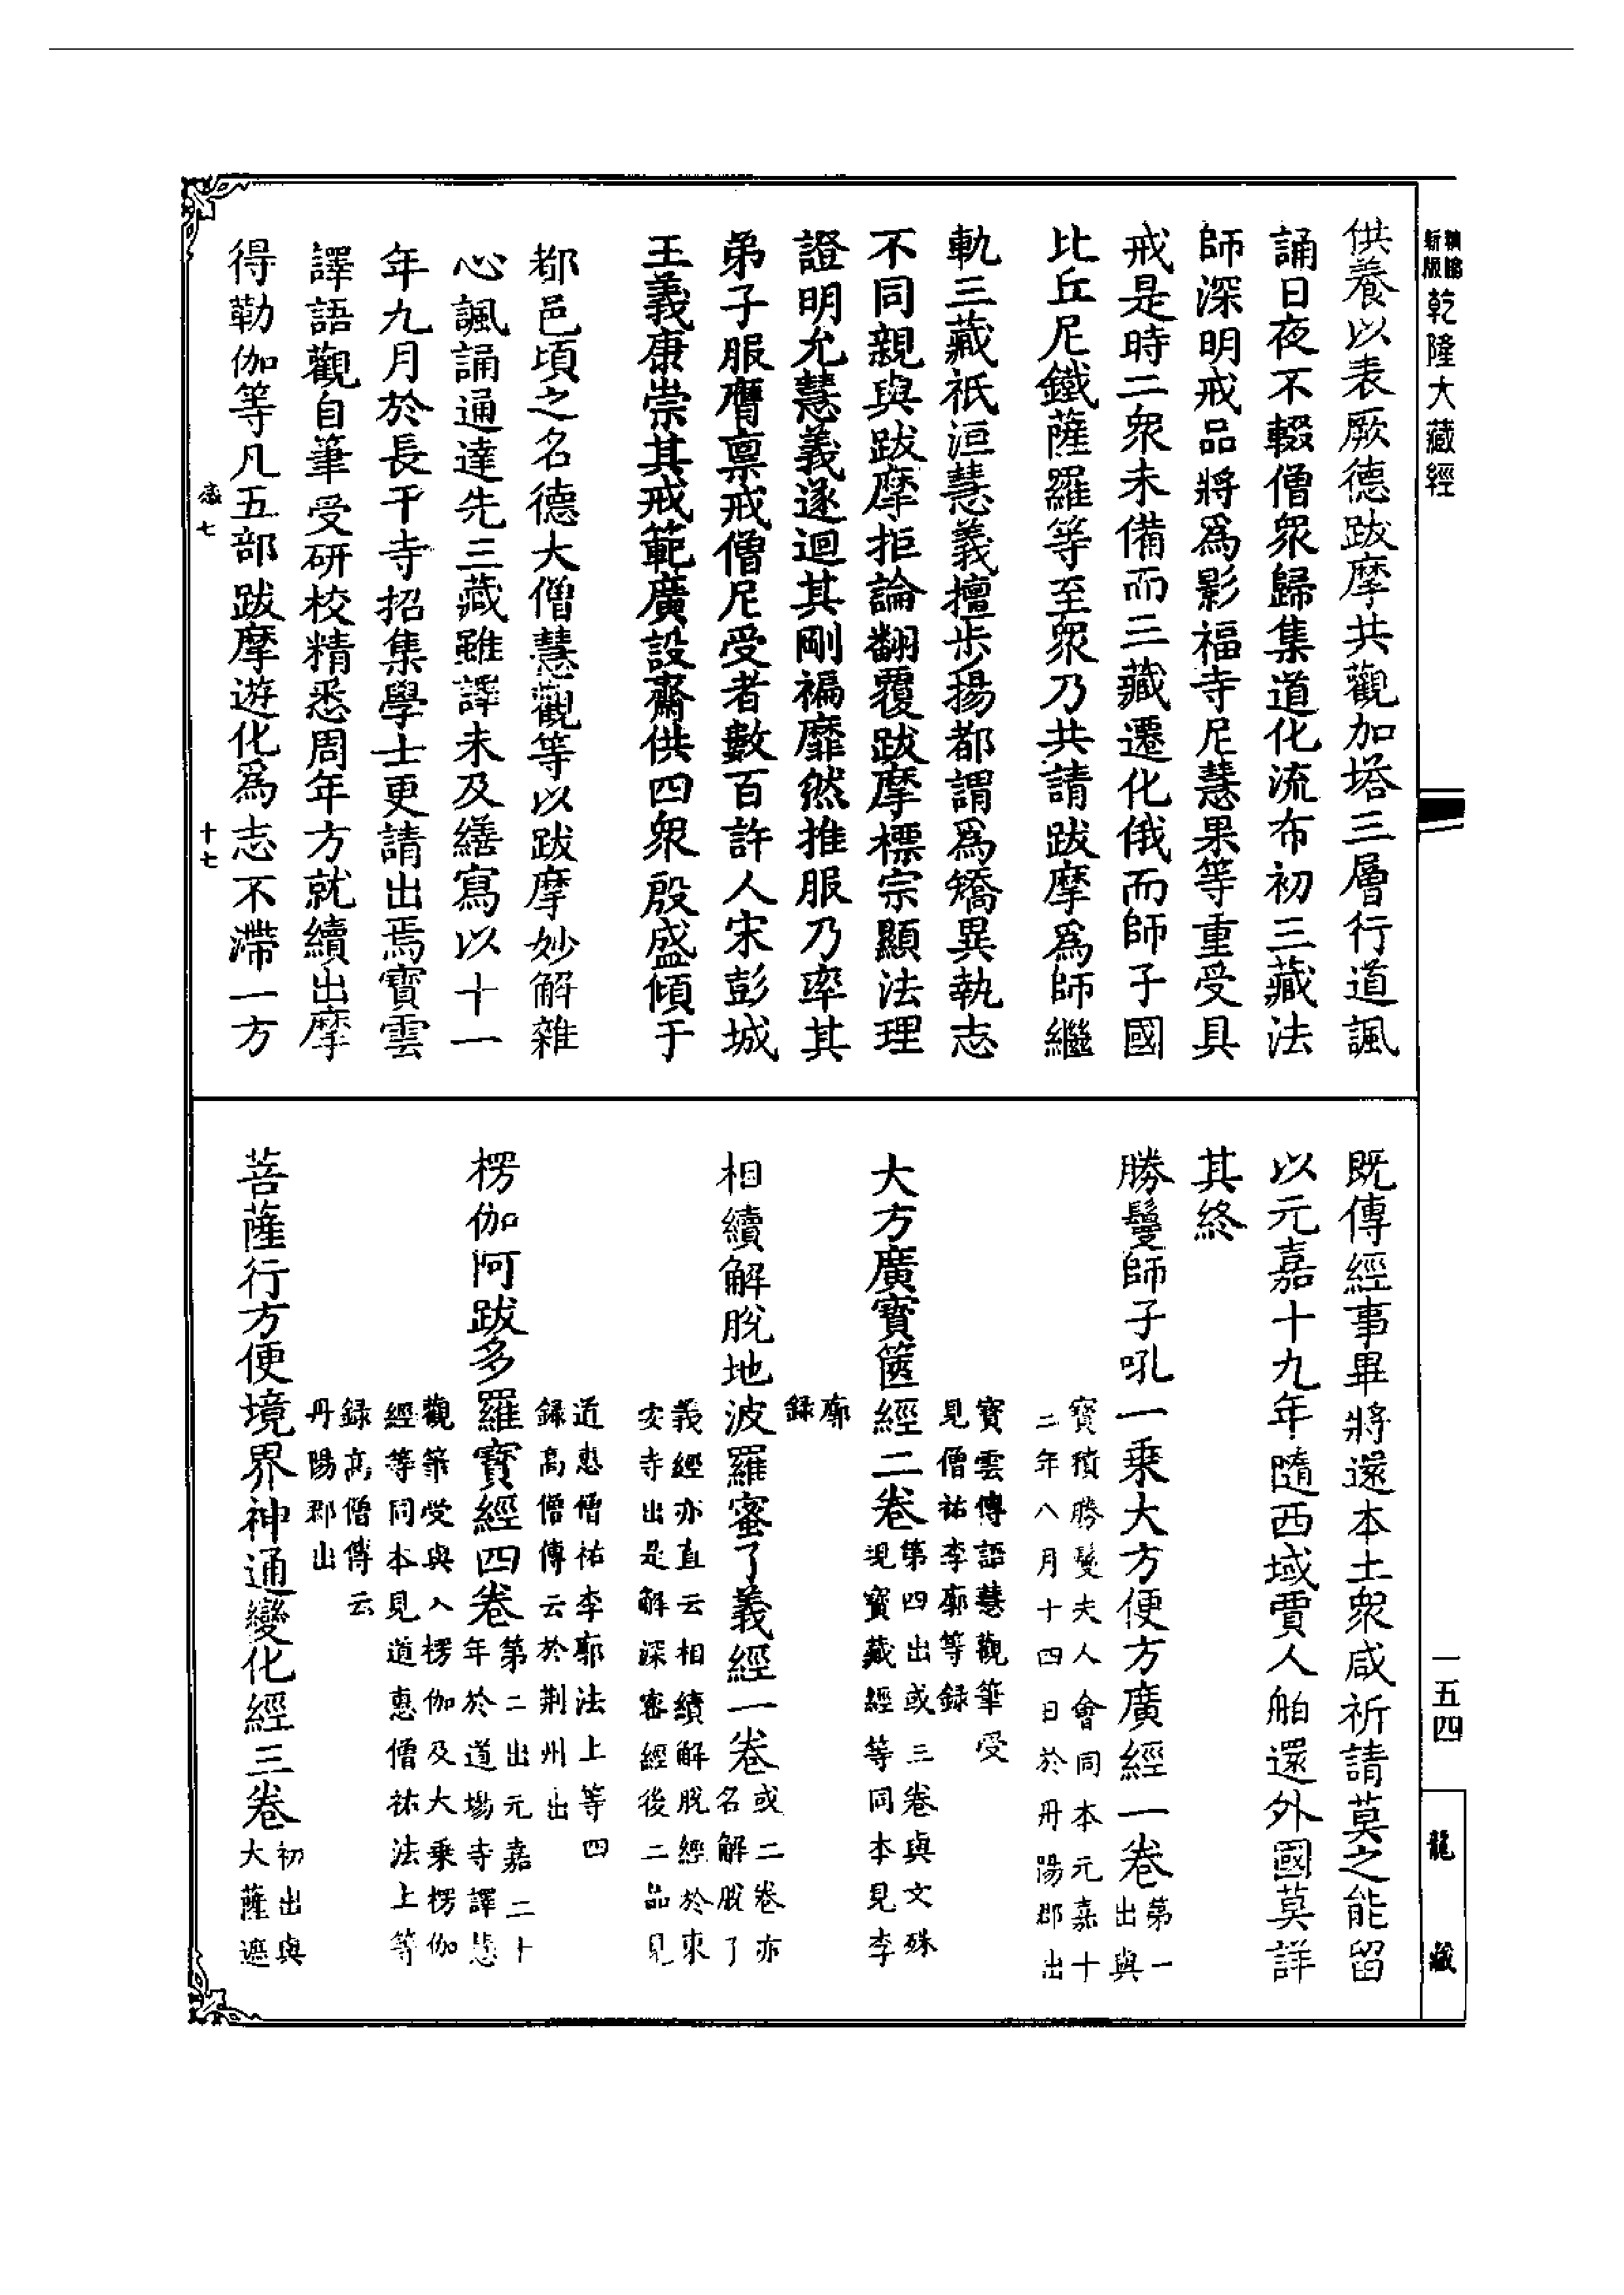 新版
乾隆大藏經
供養以表厥德跋摩共觀加塔三層行道諷
誦日夜不輟僧眾歸集道化流布初三藏法
師深明戒品將爲影福寺尼慧果等重受具
戒是時二眾未備而三藏遷化俄而師子國
比丘尼鐵薩羅等至眾乃共請跋摩爲師繼
軌三藏祇洹慧義擅步揚都謂爲矯異執志
不同親與跋摩拒論翻覆跋摩標宗顯法理
證明允慧義遂迴其剛褊靡然推服乃率其
弟子服膺禀戒僧尼受者數百許人宋彭城
王義康崇其戒範廣設齋供四眾殷盛傾于
都邑頃之名德大僧慧觀等以跋摩妙解雜
心諷誦通達先三藏雖譯未及繕寫以十一
年九月於長干寺招集學士更請出焉寶雲
譯語觀自筆受研校精悉周年方就續出摩
得勒伽等凡五部跋摩遊化爲志不滯一方
七
十七
既傳經事畢將還本土眾咸祈請莫之能留
以元嘉十九年隨西域賈人舶還外國莫詳
其終
勝鬘師子吼一乘大方便方廣經一卷
第一
出與
寶積勝鬘夫人會同本元嘉十
二年八月十四日於丹陽郡出
寶雲傳語慧觀筆受
見僧祐李廓等錄
大方廣寶篋經二卷
第四出或三卷與文殊
現寶藏經等同本見李
廓
錄
相續解脫地波羅蜜了義經一卷
或二卷亦
名解脫了
義經亦直云相續解脫經於東
安寺出是解深密經後二品見
道惠僧祐李廓法上等四
錄高僧傳云於荆州出
楞伽阿跋多羅寶經四卷
第二出元嘉二十
年於道場寺譯慧
觀筆受與入楞伽及大乘楞伽
經等同本見道惠僧祐法上等
錄高僧傳云
丹陽郡出
菩薩行方便境界神通變化經三卷
初出與
大薩遮
一五四
龍藏